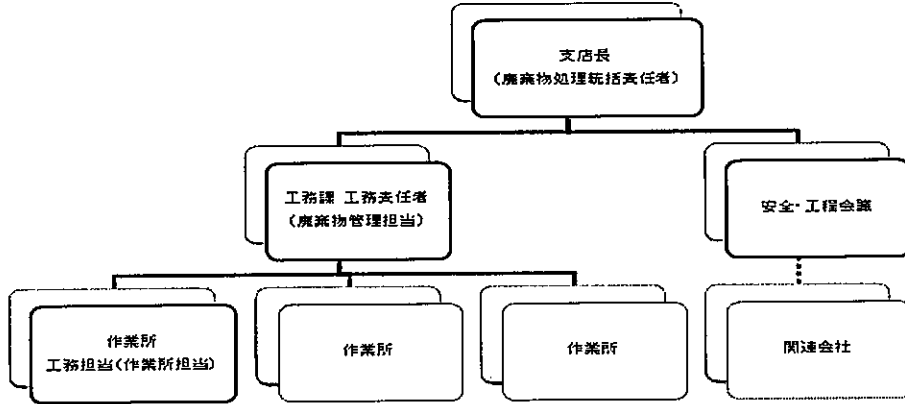 支店長
(廃棄物処理統括責任者)
工務課 工務責任者
(廃棄物管理担当)
安全・工程会議
作業所
工務担当(作業所担当)
作業所
作業所
関連会社